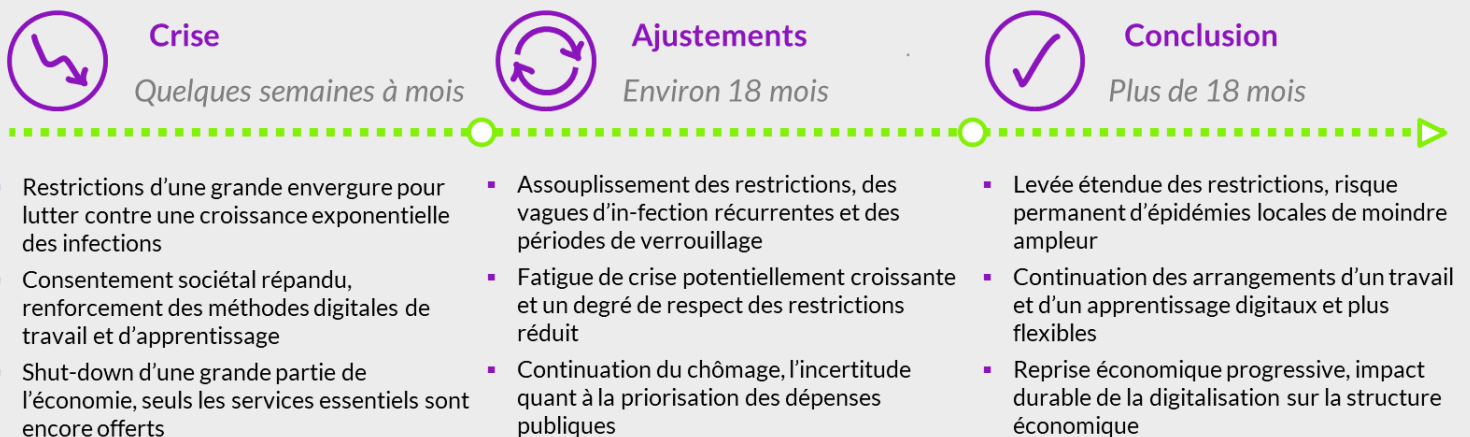 Crise
Quelques semaines à mois
Restrictions d'une grande envergure pour
lutter contre une croissance exponentielle
des infections
Consentement sociétal répandu,
renforcement des méthodes digitales de
travail et d'apprentissage
Shut-down d'une grande partie de
l'économie, seuls les services essentiels sont
encore offerts
Ajustements
Environ 18 mois
▪ Assouplissement des restrictions, des
vagues d'in-fection récurrentes et des
périodes de verrouillage
▪ Fatigue de crise potentiellement croissante
et un degré de respect des restrictions
réduit
▪ Continuation du chômage, l'incertitude
quant à la priorisation des dépenses
publiques
Conclusion
Plus de 18 mois
▪ Levée étendue des restrictions, risque
permanent d'épidémies locales de moindre
ampleur
▪ Continuation des arrangements d'un travail
et d'un apprentissage digitaux et plus
flexibles
▪ Reprise économique progressive, impact
durable de la digitalisation sur la structure
économique